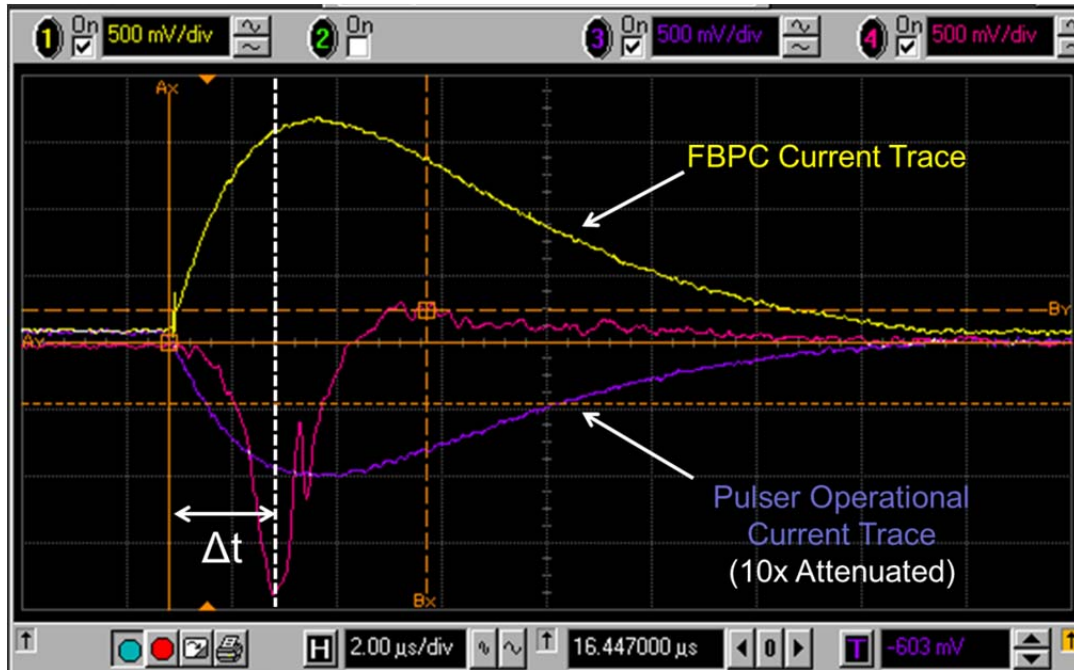 1 On 500 mV/div 2 On 3 On 500 mV/div 4 On 500 mV/div
Ax
FBPC Current Trace
By
Ay
Pulser Operational
Current Trace
(10x Attenuated)
Δt
Bx
H 2.00 µs/div 16.447000 µs 0 T -603 mV